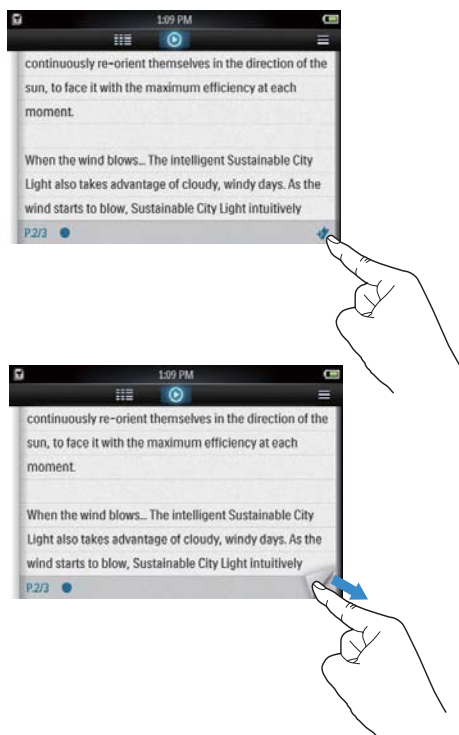 1:09 PM
continuously re-orient themselves in the direction of the
sun, to face it with the maximum efficiency at each
moment.
When the wind blows... The intelligent Sustainable City
Light also takes advantage of cloudy, windy days. As the
wind starts to blow, Sustainable City Light intuitively
P.2/3
1:09 PM
continuously re-orient themselves in the direction of the
sun, to face it with the maximum efficiency at each
moment.
When the wind blows... The intelligent Sustainable City
Light also takes advantage of cloudy, windy days. As the
wind starts to blow, Sustainable City Light intuitively
P.2/3